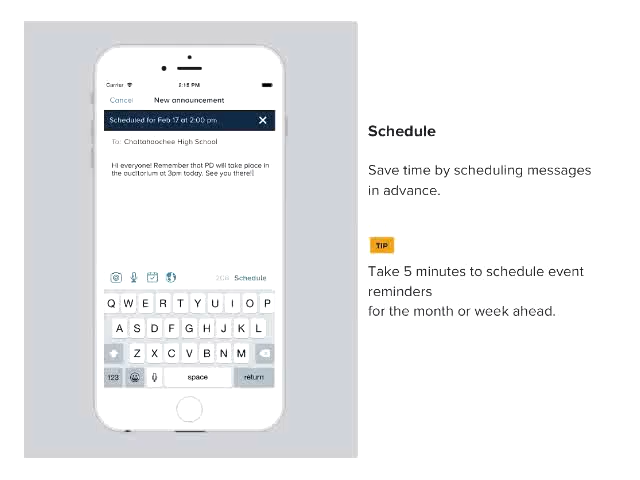 Carrier
9:16 PM
Cancel New announcement
Scheduled for Feb 17 at 2:00 pm
To: Chattahoochee High School
Hi everyone! Remember that PD will take place in
the auditorium at 3pm today. See you there!
Schedule
Q W E R T Y U I O P
A S D F G H J K L
Z X C V B N M
123 space return
Schedule
Save time by scheduling messages
in advance.
TIP
Take 5 minutes to schedule event
reminders
for the month or week ahead.